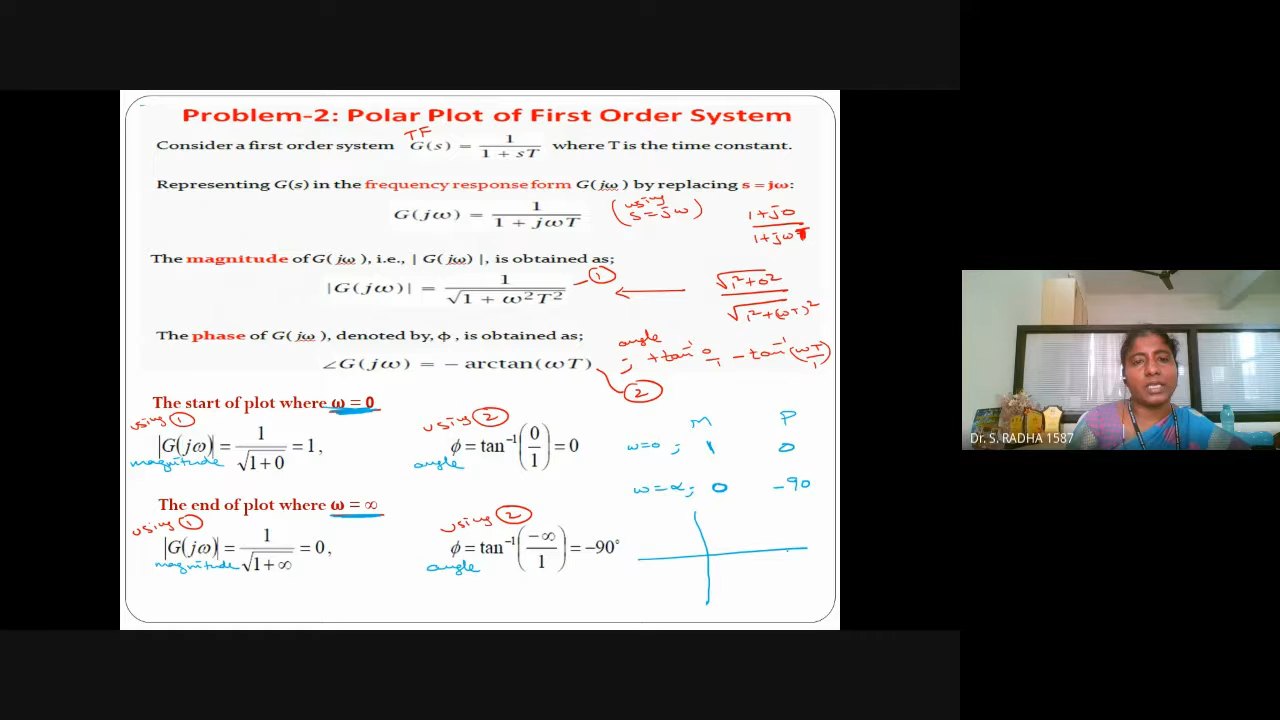 Problem-2: Polar Plot of First Order System
TF
Consider a first order system G(s) = 1 / (1 + sT) where T is the time constant.
Representing G(s) in the frequency response form G(jω) by replacing s = jω:
G(jω) = 1 / (1 + jωT)
(using s = jω)
1+j0 / 1+jωT
The magnitude of G(jω), i.e., | G(jω) |, is obtained as;
|G(jω)| = 1 / √(1 + ω²T²) – ①
√(1²+0²) / √(1²+(ωT)²)
The phase of G(jω), denoted by, ϕ , is obtained as;
∠G(jω) = − arctan(ωT) ②
angle ; +tan⁻¹ 0/1 − tan⁻¹ (ωT/1)
The start of plot where ω = 0
using ① using ②
|G(jω)| = 1 / √(1+0) = 1, ϕ = tan⁻¹(0/1) = 0
magnitude angle
M P
ω=0 ; 1 0
ω=α; 0 −90
The end of plot where ω = ∞
using ① using ②
|G(jω)| = 1 / √(1+∞) = 0, ϕ = tan⁻¹(−∞/1) = −90°
magnitude angle
Dr. S. RADHA 1587